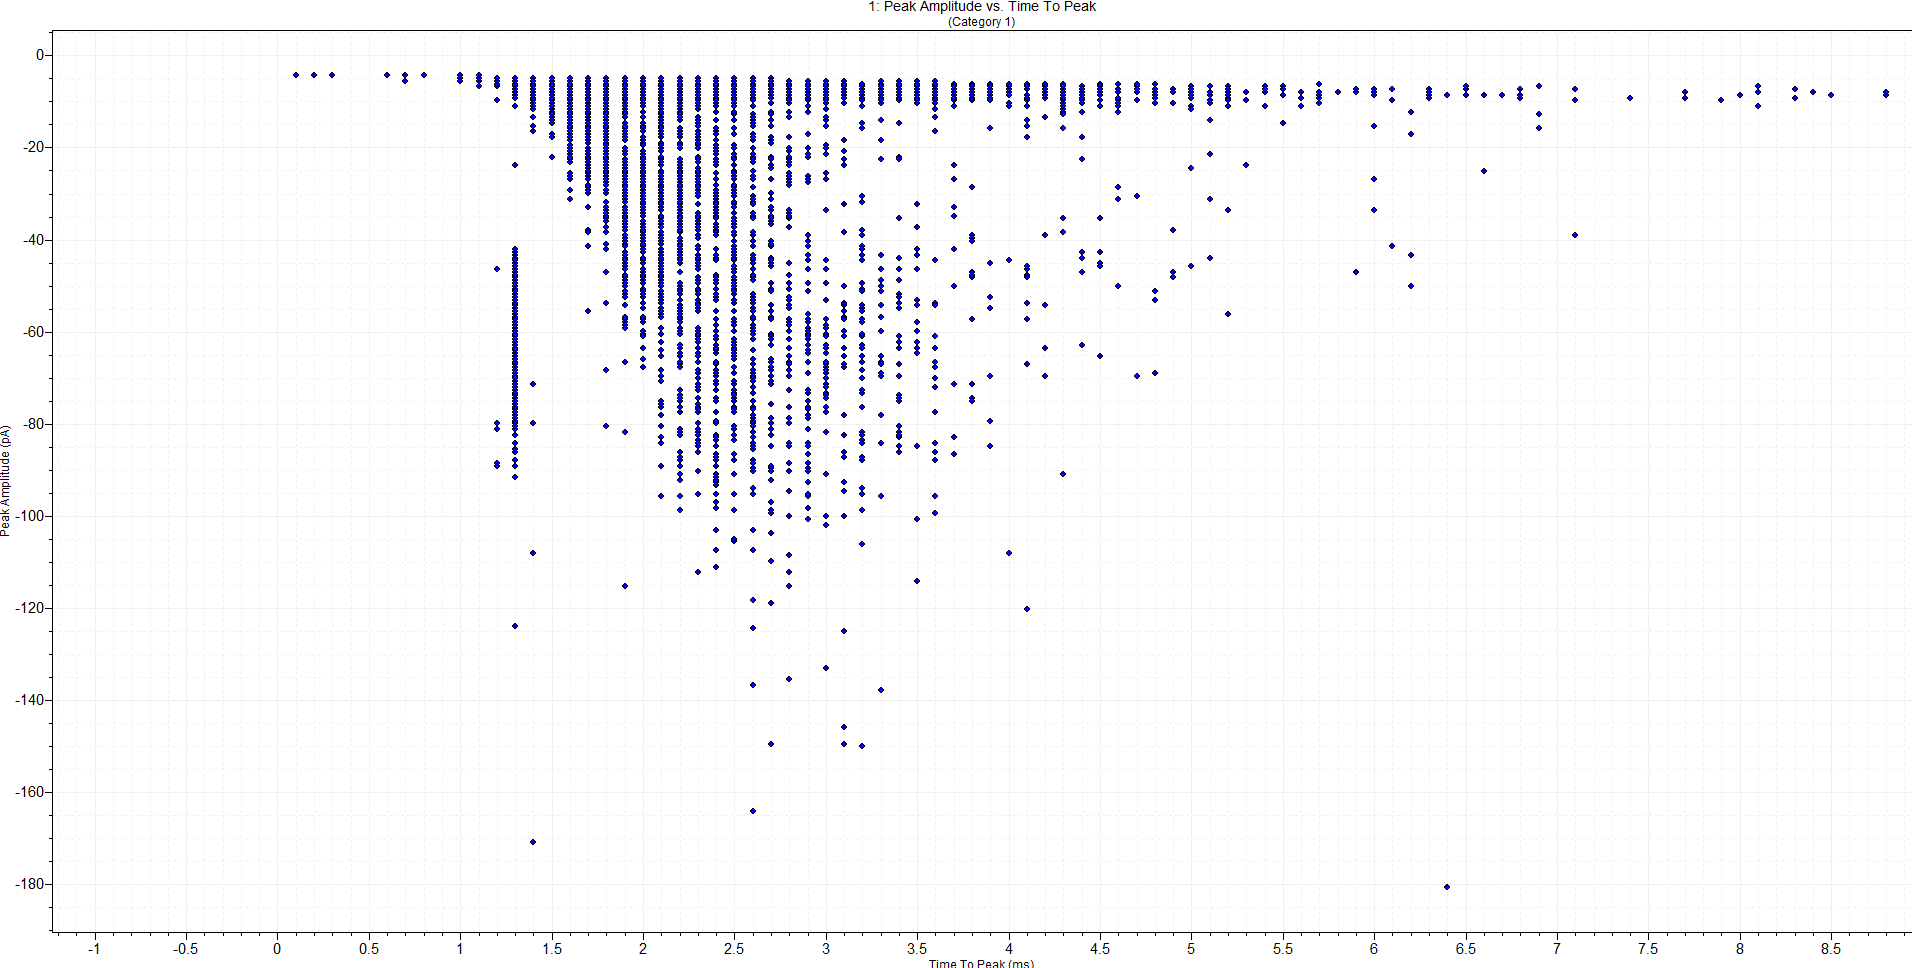 1: Peak Amplitude vs. Time To Peak
(Category 1)
Peak Amplitude (pA)
0
-20
-40
-60
-80
-100
-120
-140
-160
-180
-1 -0.5 0 0.5 1 1.5 2 2.5 3 3.5 4 4.5 5 5.5 6 6.5 7 7.5 8 8.5
Time To Peak (ms)